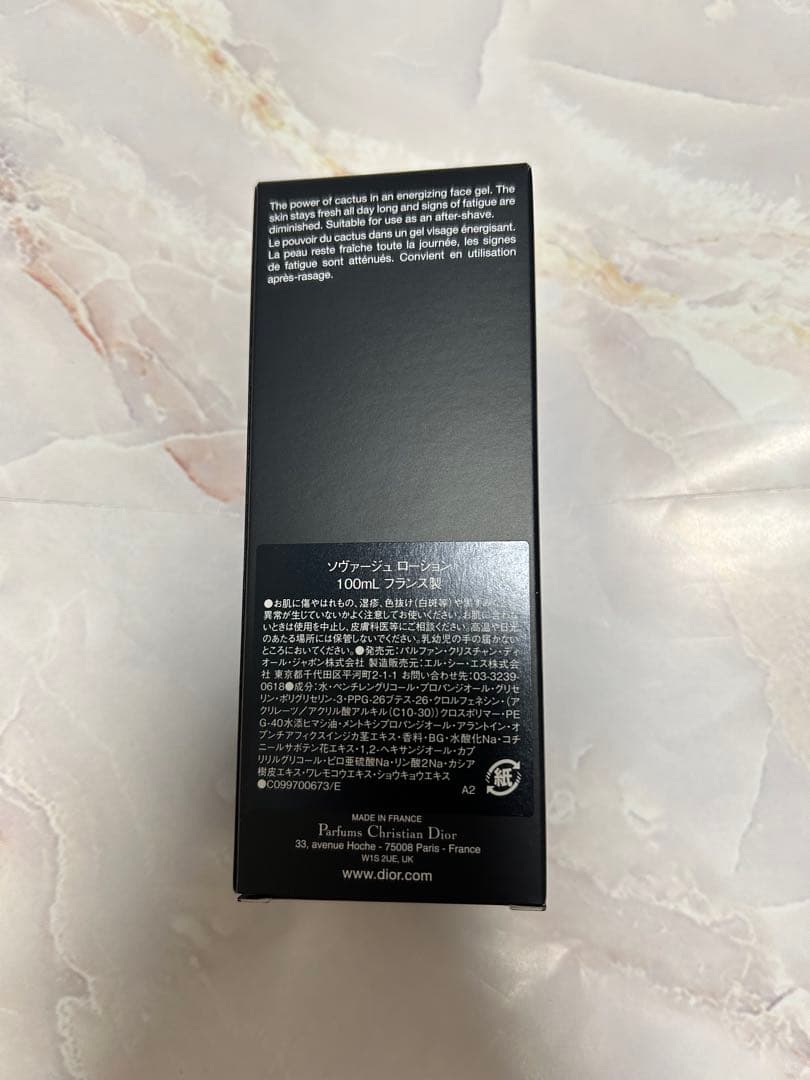 The power of cactus in an energizing face gel. The
skin stays fresh all day long and signs of fatigue are
diminished. Suitable for use as an after-shave.
Le pouvoir du cactus dans un gel visage énergisant.
La peau reste fraîche toute la journée, les signes
de fatigue sont atténués. Convient en utilisation
après-rasage.
ソヴァージュ ローション
100mL フランス製
●お肌に傷やはれもの、湿疹、色抜け(白斑等)や黒ずみ
異常が生じていないかよく注意してお使いください。お肌に合わな
いときは使用を中止し、皮膚科医等にご相談ください。高温や日光
のあたる場所には保管しないでください。乳幼児の手の届かない
ところにおいてください。●発売元:パルファン・クリスチャン・ディ
オール・ジャポン株式会社 製造販売元:エル・シー・エス株式会
社 東京都千代田区平河町2-1-1 お問い合わせ先:03-3239-
0618●成分:水・ペンチレングリコール・プロパンジオール・グリセ
リン・ポリグリセリン-3・PPG-26ブテス-26・クロルフェネシン・(ア
クリレーツ/アクリル酸アルキル(C10-30))クロスポリマー・PE
G-40水添ヒマシ油・メントキシプロパンジオール・アラントイン・オ
プンチアフィクスインジカ茎エキス・香料・BG・水酸化Na・コチ
ニールサボテン花エキス・1,2-ヘキサンジオール・カプ
リリルグリコール・ピロ亜硫酸Na・リン酸2Na・カシア
樹皮エキス・ワレモコウエキス・ショウキョウエキス
●C099700673/E
A2
紙
MADE IN FRANCE
Parfums Christian Dior
33, avenue Hoche - 75008 Paris - France
W1S 2UE, UK
www.dior.com